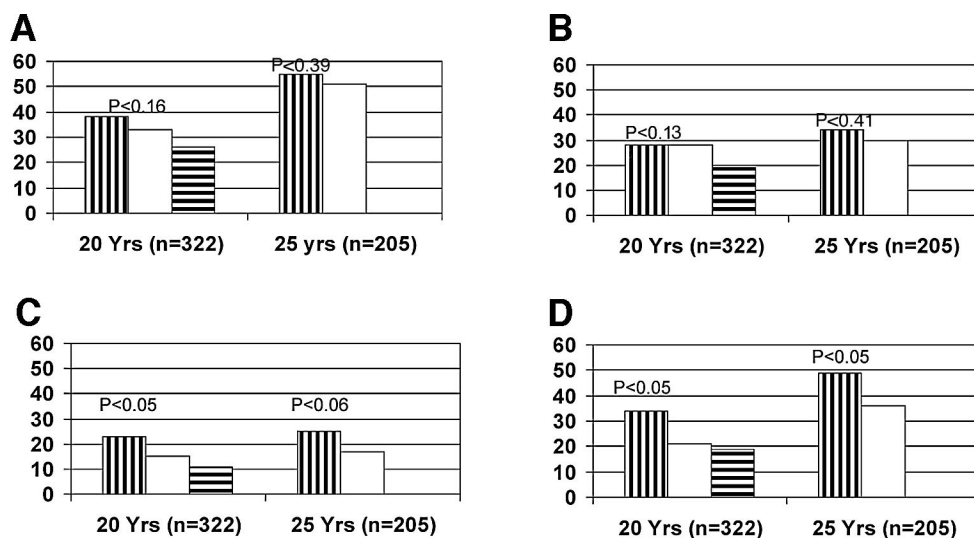 A
60
50
40
30
20
10
0
P<0.16
P<0.39
20 Yrs (n=322)
25 yrs (n=205)
B
60
50
40
30
20
10
0
P<0.13
P<0.41
20 Yrs (n=322)
25 Yrs (n=205)
C
60
50
40
30
20
10
0
P<0.05
P<0.06
20 Yrs (n=322)
25 Yrs (n=205)
D
60
50
40
30
20
10
0
P<0.05
P<0.05
20 Yrs (n=322)
25 Yrs (n=205)